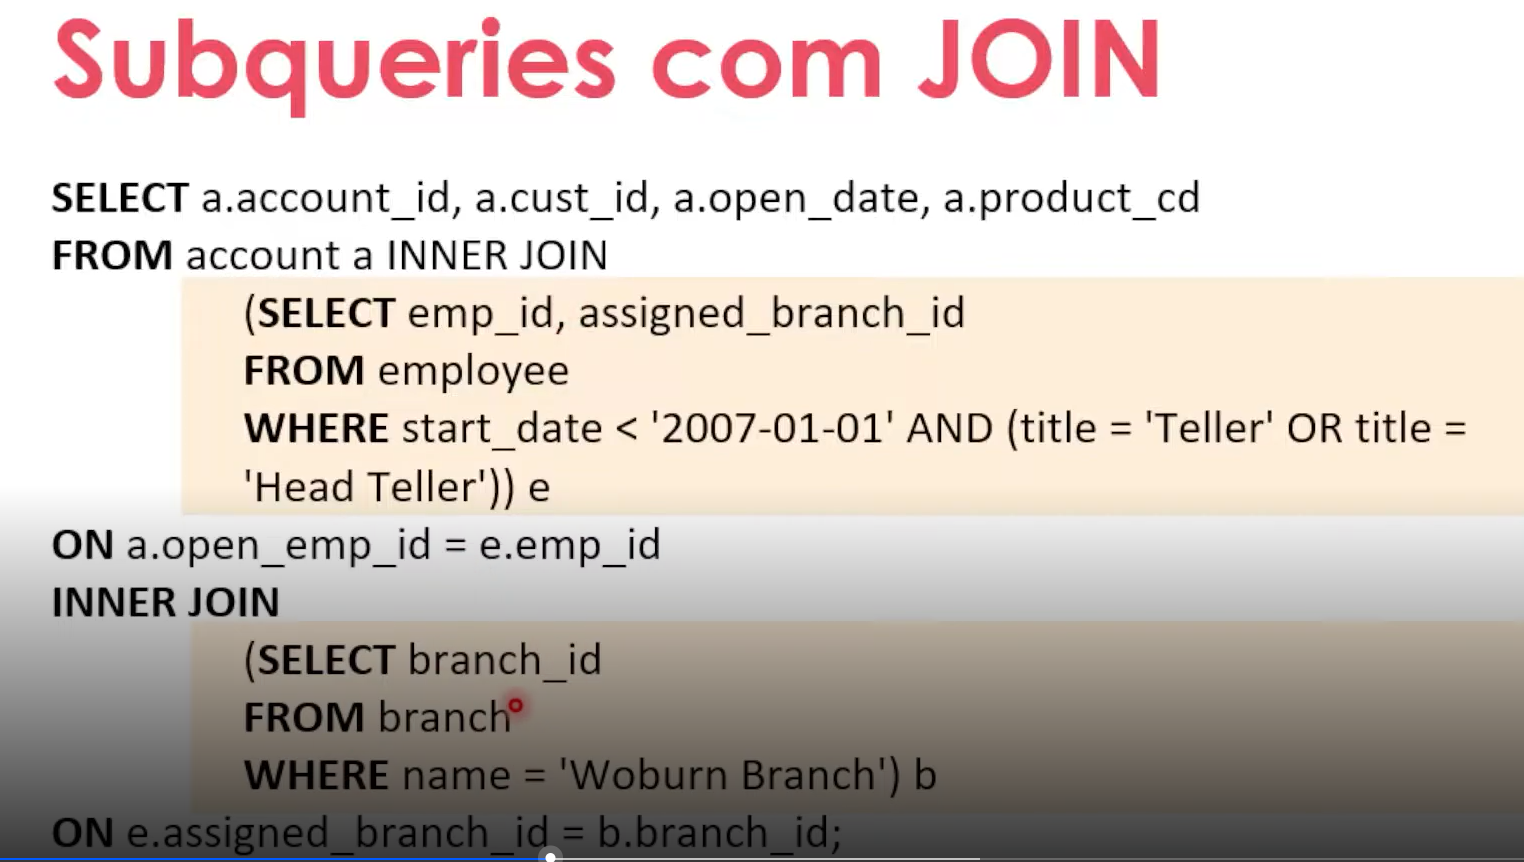 Subqueries com JOIN
SELECT a.account_id, a.cust_id, a.open_date, a.product_cd
FROM account a INNER JOIN
(SELECT emp_id, assigned_branch_id
FROM employee
WHERE start_date < '2007-01-01' AND (title = 'Teller' OR title =
'Head Teller')) e
ON a.open_emp_id = e.emp_id
INNER JOIN
(SELECT branch_id
FROM branch
WHERE name = 'Woburn Branch') b
ON e.assigned_branch_id = b.branch_id;